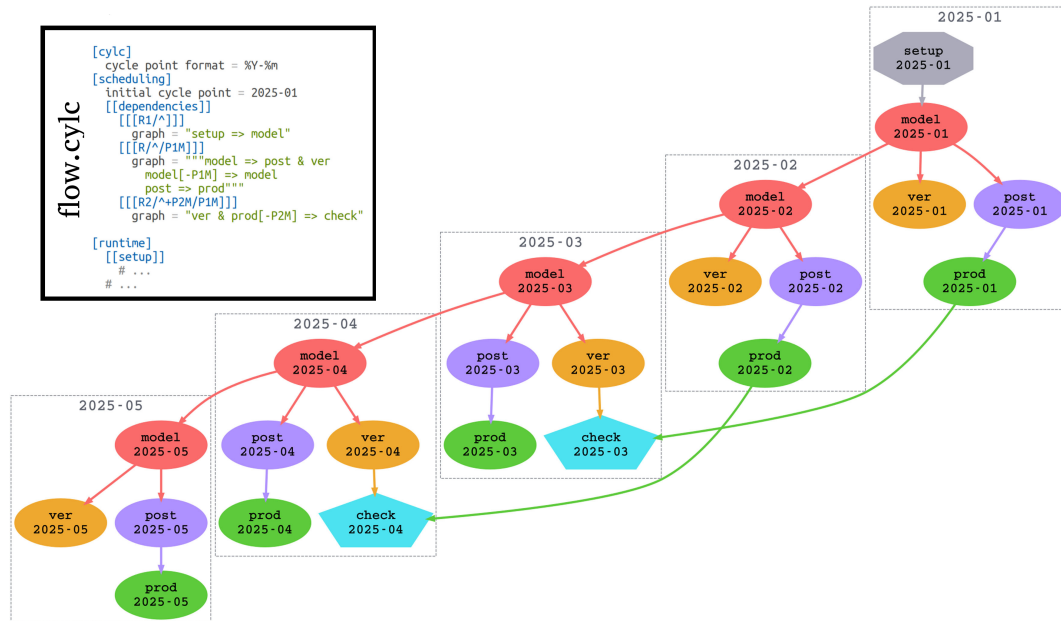 flow.cylc
[cylc]
cycle point format = %Y-%m
[scheduling]
initial cycle point = 2025-01
[[dependencies]]
[[[R1/^]]]
graph = "setup => model"
[[[R/^/P1M]]]
graph = """model => post & ver
model[-P1M] => model
post => prod"""
[[[R2/^+P2M/P1M]]]
graph = "ver & prod[-P2M] => check"
[runtime]
[[setup]]
# ...
# ...
2025-01
setup
2025-01
model
2025-01
ver
2025-01
post
2025-01
prod
2025-01
2025-02
model
2025-02
ver
2025-02
post
2025-02
prod
2025-02
2025-03
model
2025-03
post
2025-03
ver
2025-03
prod
2025-03
check
2025-03
2025-04
model
2025-04
post
2025-04
ver
2025-04
prod
2025-04
check
2025-04
2025-05
model
2025-05
ver
2025-05
post
2025-05
prod
2025-05